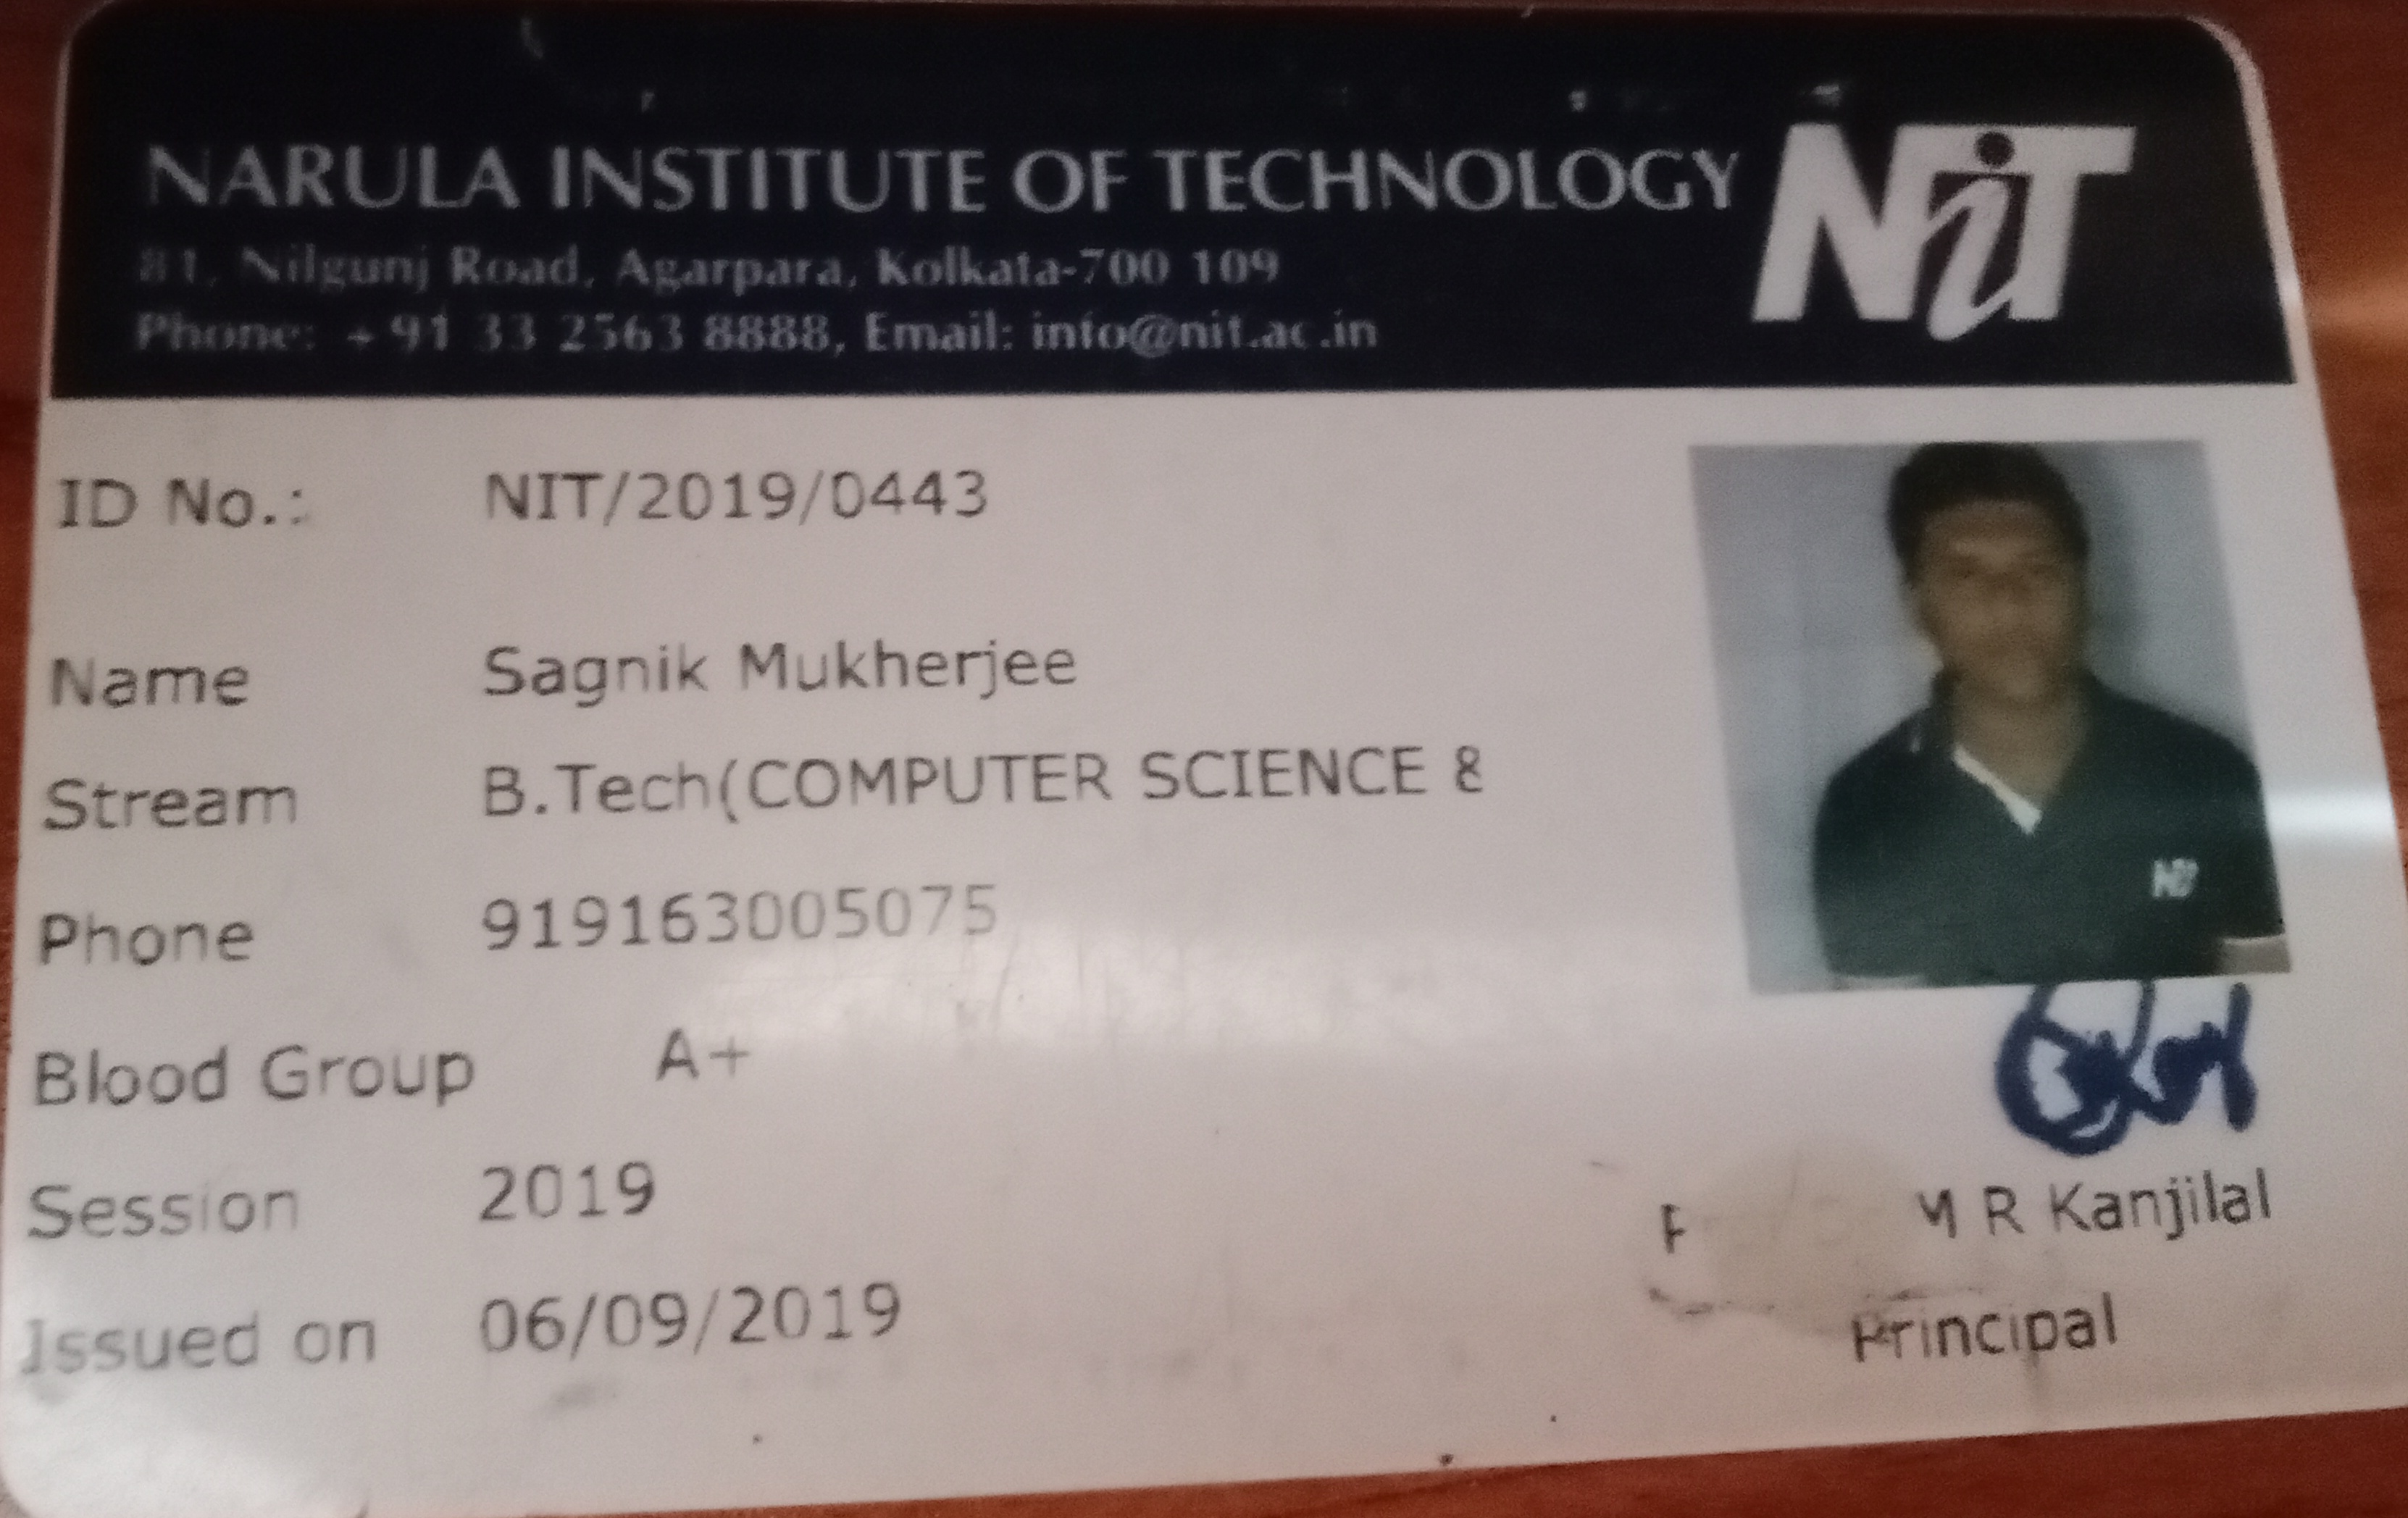 NARULA INSTITUTE OF TECHNOLOGY
NiT
81, Nilgunj Road, Agarpara, Kolkata-700 109
Phone: +91 33 2563 8888, Email: info@nit.ac.in
ID No.: NIT/2019/0443
Name Sagnik Mukherjee
Stream B.Tech(COMPUTER SCIENCE &
Phone 919163005075
NiT
Blood Group A+
Session 2019
M R Kanjilal
Issued on 06/09/2019
Principal